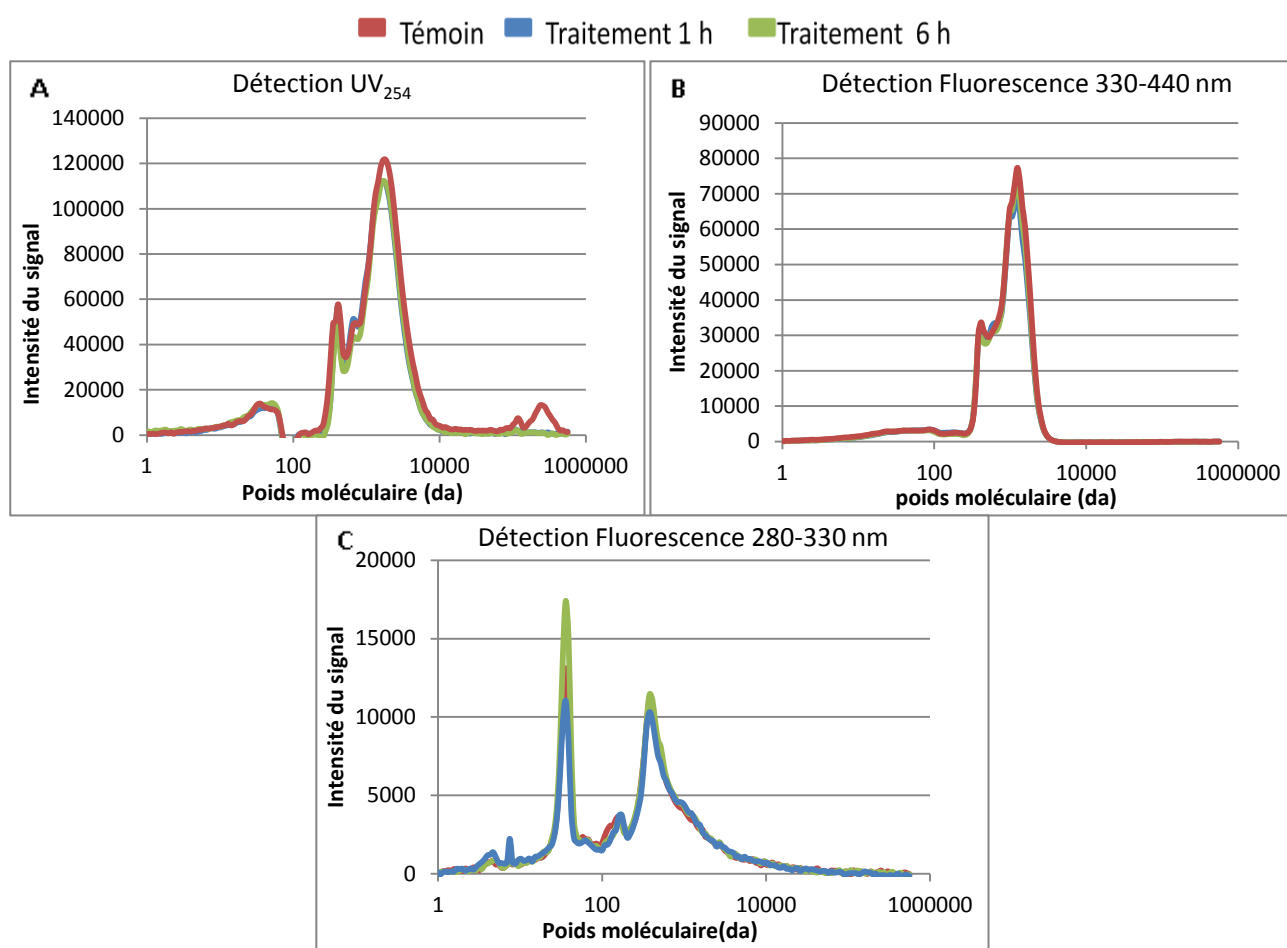 Témoin Traitement 1 h Traitement 6 h
A
Détection UV254
Intensité du signal
140000
120000
100000
80000
60000
40000
20000
0
1 100 10000 1000000
Poids moléculaire (da)
B
Détection Fluorescence 330-440 nm
Intensité du signal
90000
80000
70000
60000
50000
40000
30000
20000
10000
0
1 100 10000 1000000
poids moléculaire (da)
C
Détection Fluorescence 280-330 nm
Intensité du signal
20000
15000
10000
5000
0
1 100 10000 1000000
Poids moléculaire(da)